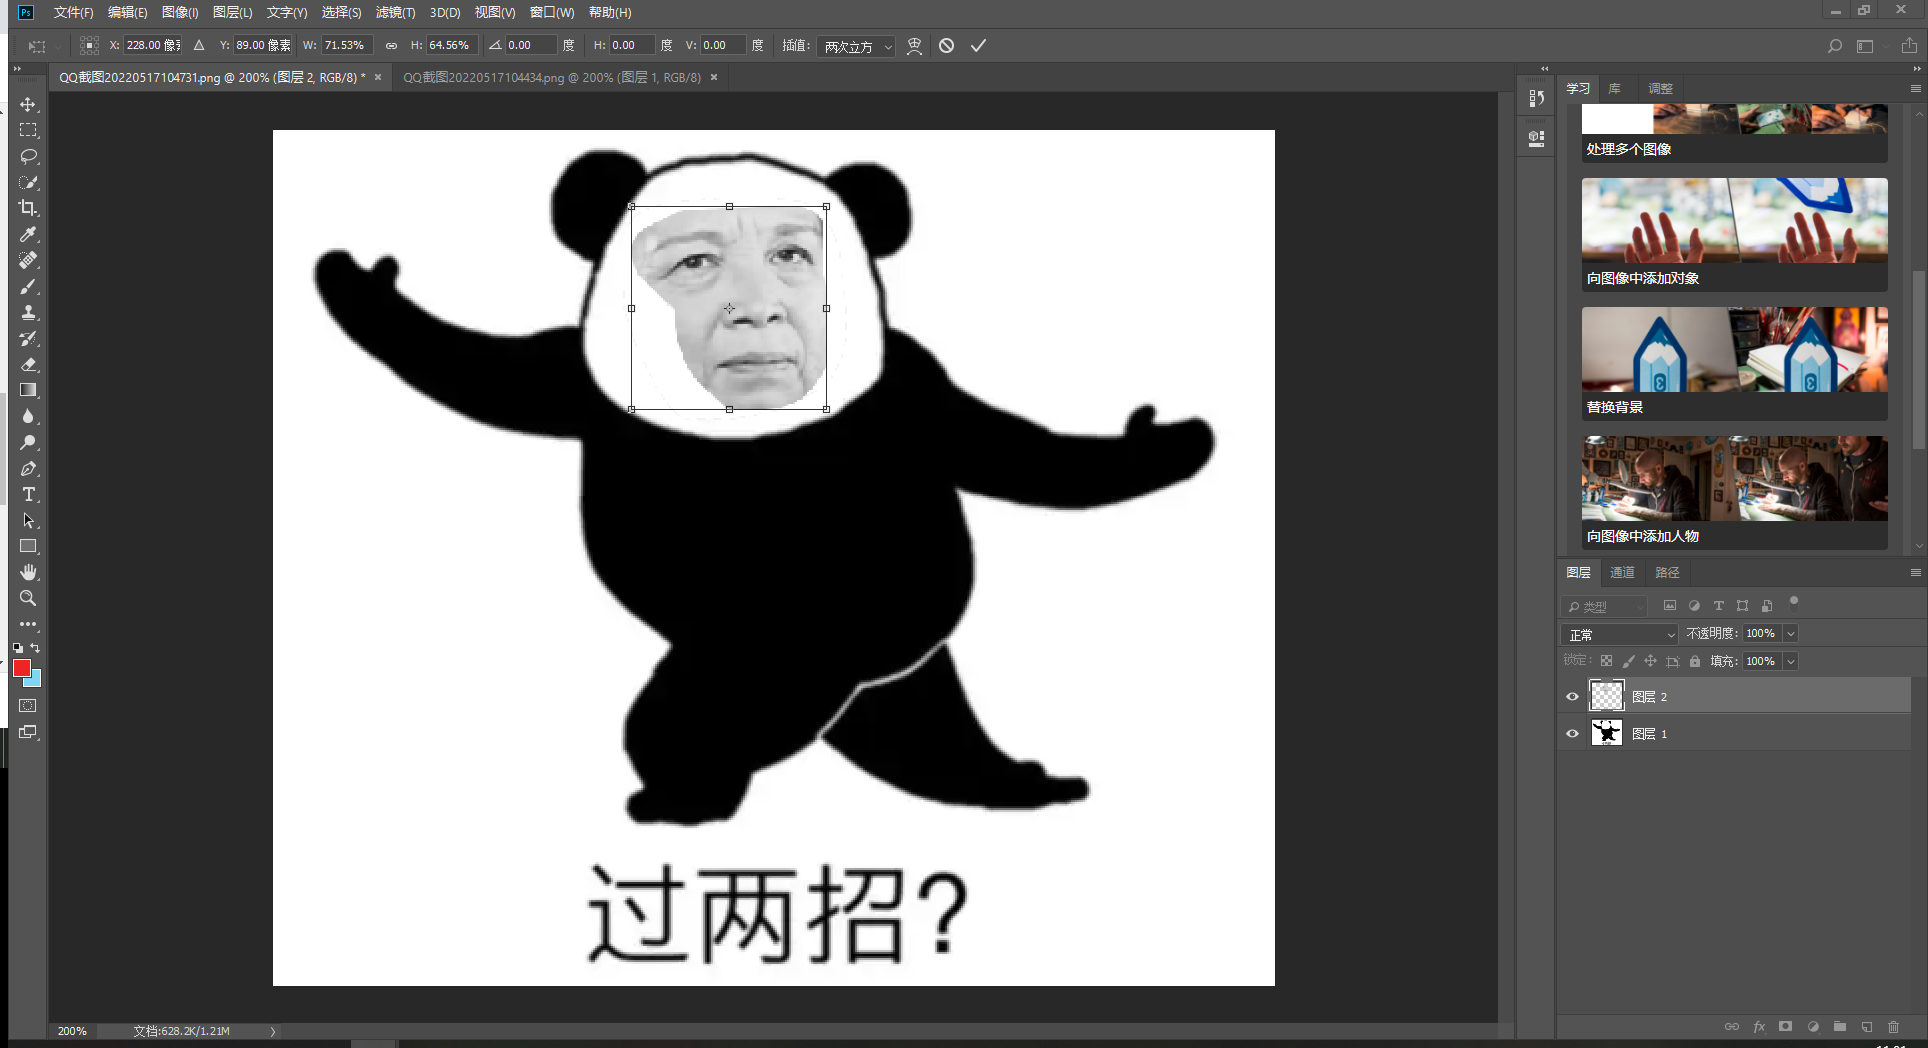 Ps 文件(F) 编辑(E) 图像(I) 图层(L) 文字(Y) 选择(S) 滤镜(T) 3D(D) 视图(V) 窗口(W) 帮助(H)
X: 228.00 像素 Y: 89.00 像素 W: 71.53% H: 64.56% 0.00 度 H: 0.00 度 V: 0.00 度 插值: 两次立方
QQ截图20220517104731.png @ 200% (图层 2, RGB/8) * × QQ截图20220517104434.png @ 200% (图层 1, RGB/8) ×
学习 库 调整
处理多个图像
向图像中添加对象
替换背景
向图像中添加人物
图层 通道 路径
类型
正常 不透明度: 100%
锁定: 填充: 100%
图层 2
图层 1
过两招?
200% 文档:628.2K/1.21M